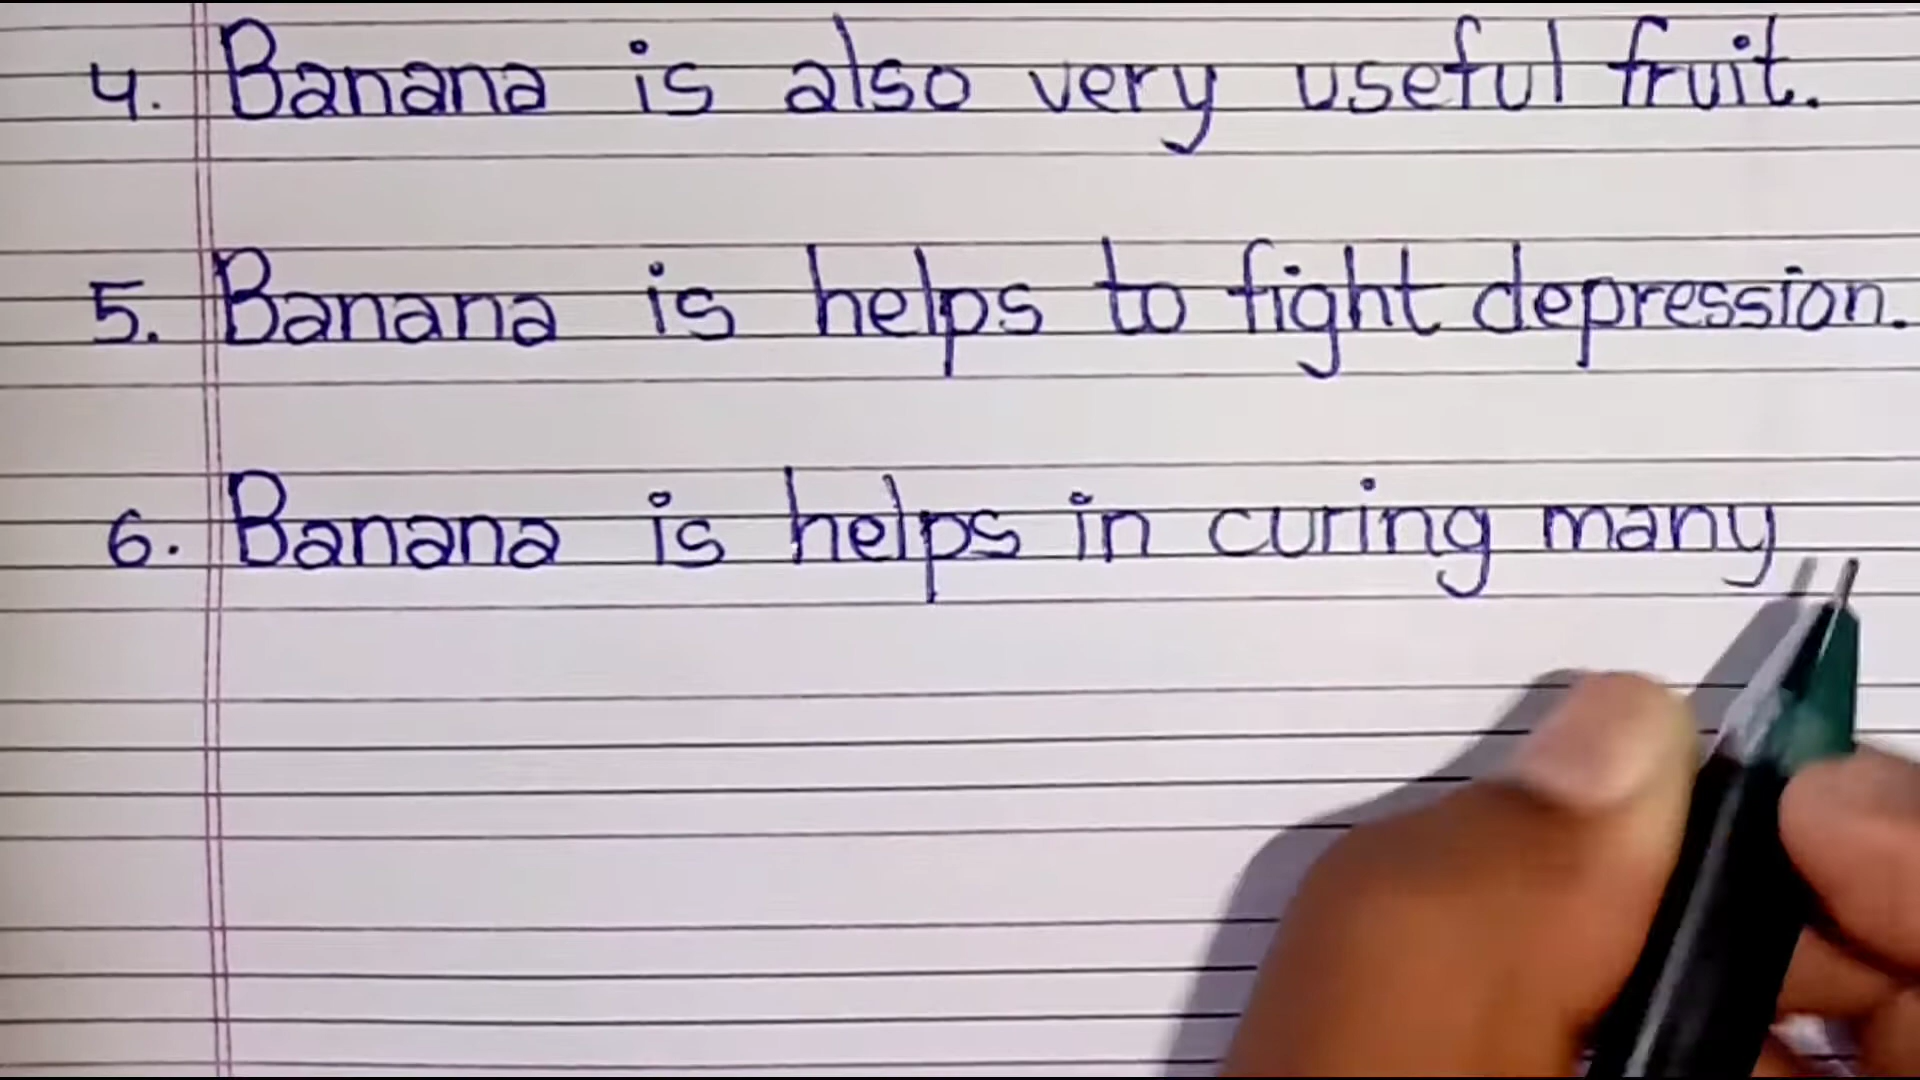 4. Banana is also very useful fruit.
5. Banana is helps to fight depression.
6. Banana is helps in curing many